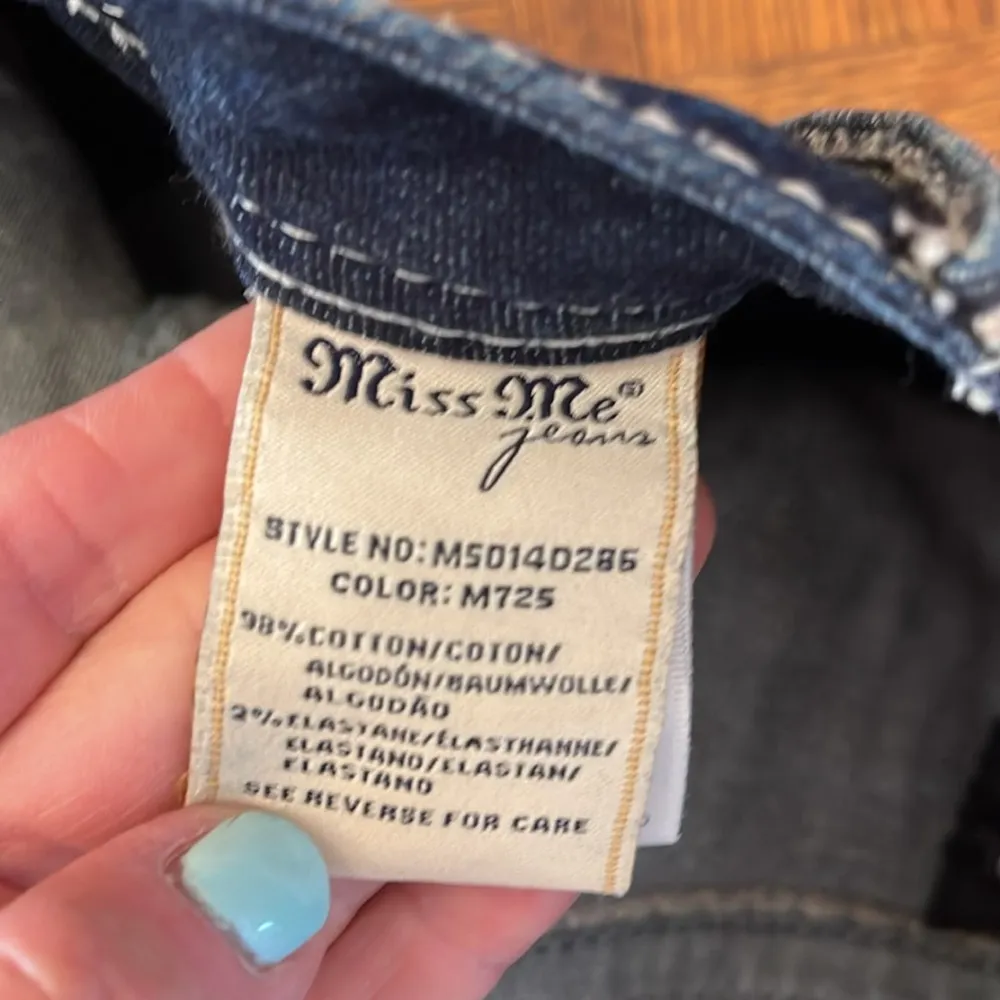 Miss Me®
jeans
STYLE NO: MS014D286
COLOR: M725
98% COTTON/COTON/
ALGODÓN/BAUMWOLLE/
ALGODÃO
2% ELASTANE/ÉLASTHANNE/
ELASTANO/ELASTAN/
ELASTANO
SEE REVERSE FOR CARE